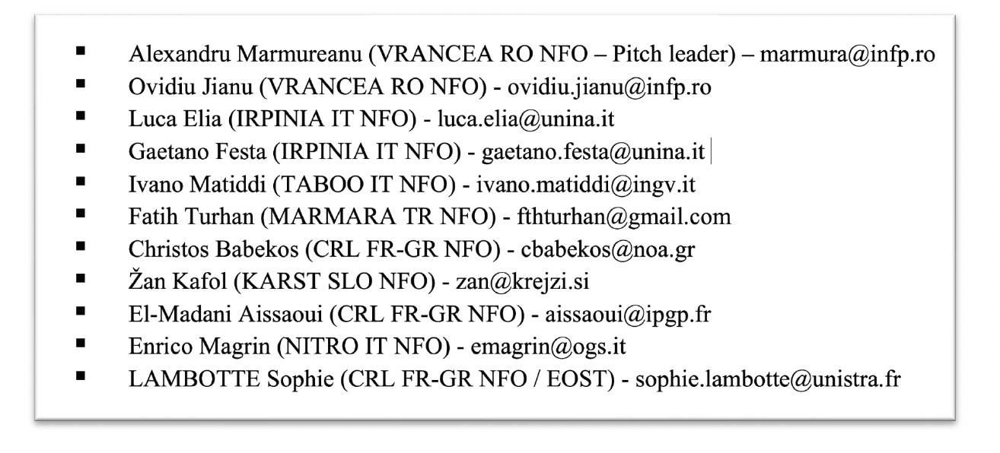 ▪ Alexandru Marmureanu (VRANCEA RO NFO – Pitch leader) – marmura@infp.ro
▪ Ovidiu Jianu (VRANCEA RO NFO) - ovidiu.jianu@infp.ro
▪ Luca Elia (IRPINIA IT NFO) - luca.elia@unina.it
▪ Gaetano Festa (IRPINIA IT NFO) - gaetano.festa@unina.it
▪ Ivano Matiddi (TABOO IT NFO) - ivano.matiddi@ingv.it
▪ Fatih Turhan (MARMARA TR NFO) - fthturhan@gmail.com
▪ Christos Babekos (CRL FR-GR NFO) - cbabekos@noa.gr
▪ Žan Kafol (KARST SLO NFO) - zan@krejzi.si
▪ El-Madani Aissaoui (CRL FR-GR NFO) - aissaoui@ipgp.fr
▪ Enrico Magrin (NITRO IT NFO) - emagrin@ogs.it
▪ LAMBOTTE Sophie (CRL FR-GR NFO / EOST) - sophie.lambotte@unistra.fr